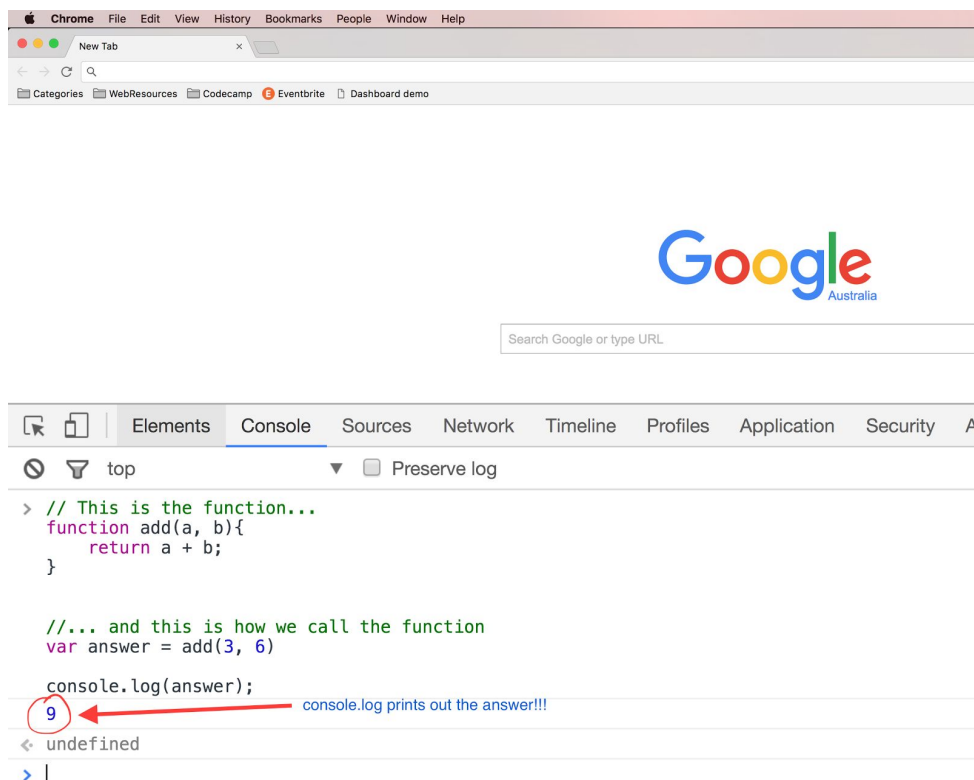 Chrome File Edit View History Bookmarks People Window Help
New Tab
Categories WebResources Codecamp Eventbrite Dashboard demo
Google
Australia
Search Google or type URL
Elements Console Sources Network Timeline Profiles Application Security A
top Preserve log
> // This is the function...
function add(a, b){
    return a + b;
}
//... and this is how we call the function
var answer = add(3, 6)
console.log(answer);
9 console.log prints out the answer!!!
undefined
>